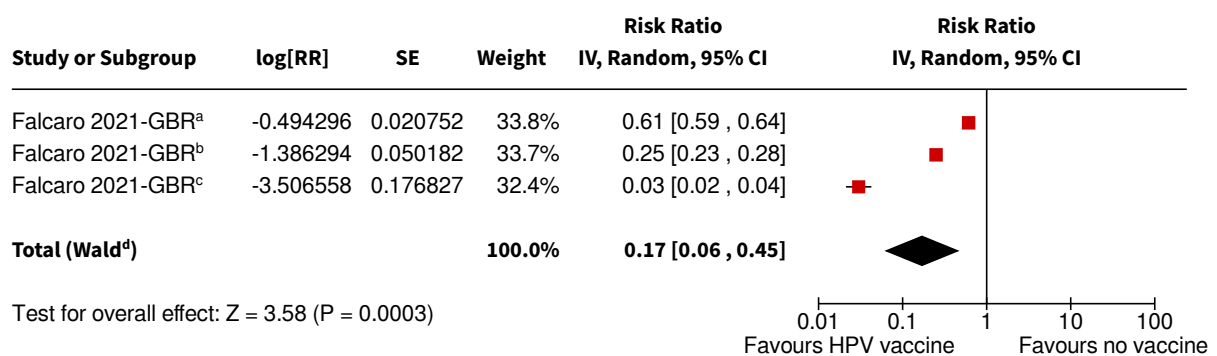 Risk Ratio Risk Ratio
Study or Subgroup log[RR] SE Weight IV, Random, 95% CI IV, Random, 95% CI
Falcaro 2021-GBRᵃ -0.494296 0.020752 33.8% 0.61 [0.59 , 0.64]
Falcaro 2021-GBRᵇ -1.386294 0.050182 33.7% 0.25 [0.23 , 0.28]
Falcaro 2021-GBRᶜ -3.506558 0.176827 32.4% 0.03 [0.02 , 0.04]
Total (Waldᵈ) 100.0% 0.17 [0.06 , 0.45]
Test for overall effect: Z = 3.58 (P = 0.0003)
0.01 0.1 1 10 100
Favours HPV vaccine Favours no vaccine